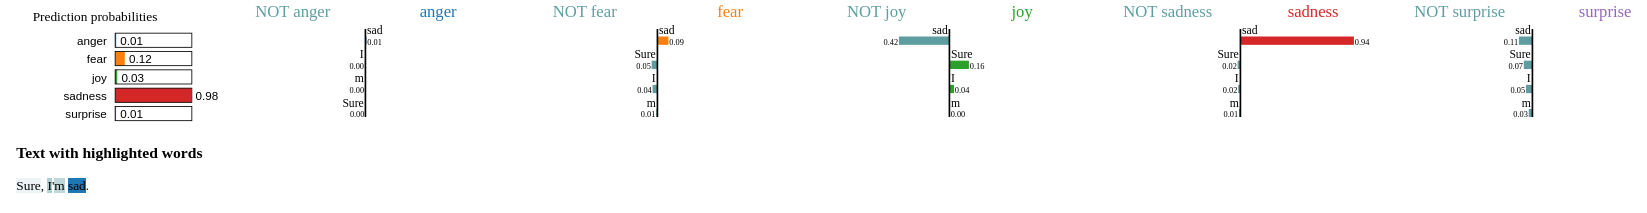 Prediction probabilities
anger 0.01
fear 0.12
joy 0.03
sadness 0.98
surprise 0.01
NOT anger anger
sad
0.01
I
0.00
m
0.00
Sure
0.00
NOT fear fear
sad
0.09
Sure
0.05
I
0.04
m
0.01
NOT joy joy
sad
0.42
Sure
0.16
I
0.04
m
0.00
NOT sadness sadness
sad
0.94
Sure
0.02
I
0.02
m
0.01
NOT surprise surprise
sad
0.11
Sure
0.07
I
0.05
m
0.03
Text with highlighted words
Sure, I'm sad.